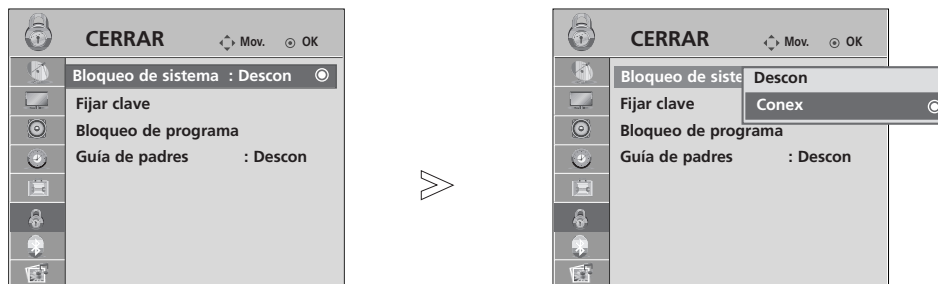 CERRAR Mov. OK
Bloqueo de sistema : Descon
Fijar clave
Bloqueo de programa
Guía de padres : Descon
CERRAR Mov. OK
Bloqueo de siste
Descon
Fijar clave
Conex
Bloqueo de programa
Guía de padres : Descon